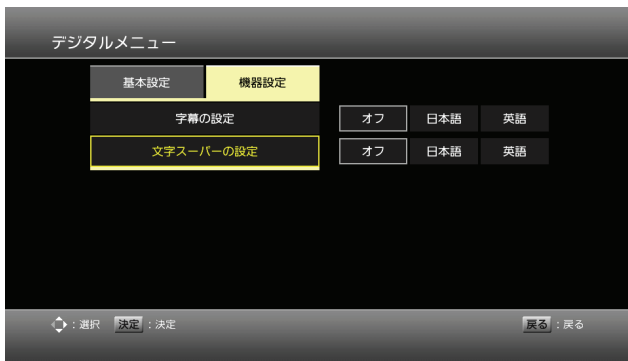 デジタルメニュー
基本設定 機器設定
字幕の設定 オフ 日本語 英語
文字スーパーの設定 オフ 日本語 英語
:選択 決定:決定 戻る:戻る